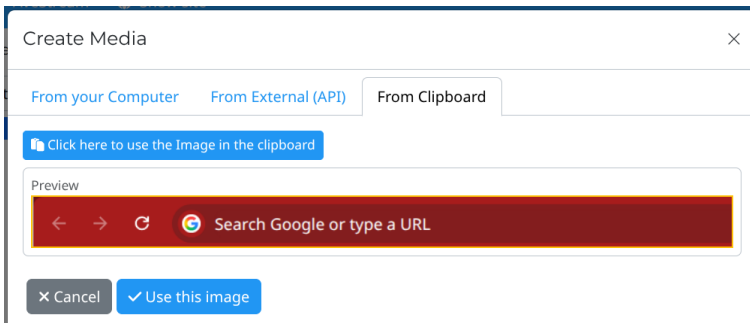 Create Media
From your Computer From External (API) From Clipboard
Click here to use the Image in the clipboard
Preview
Search Google or type a URL
Cancel Use this image